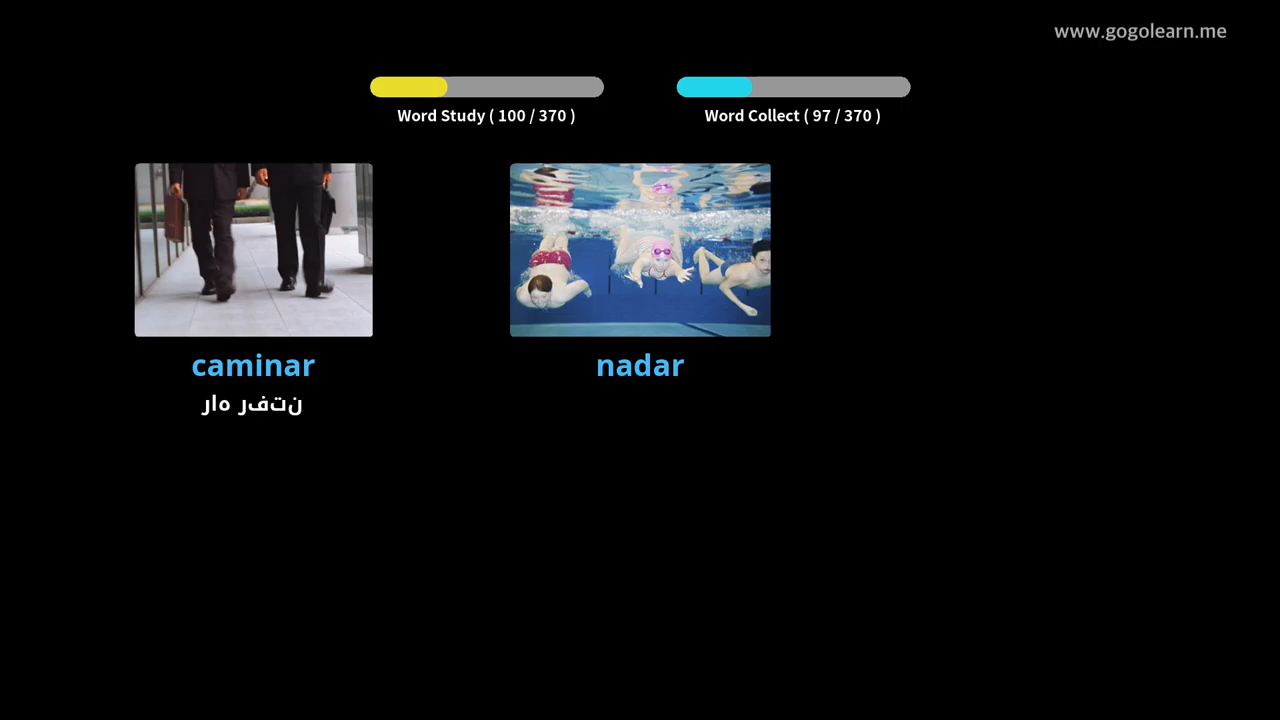 www.gogolearn.me
Word Study ( 100 / 370 )
Word Collect ( 97 / 370 )
caminar
نتفر هار
nadar